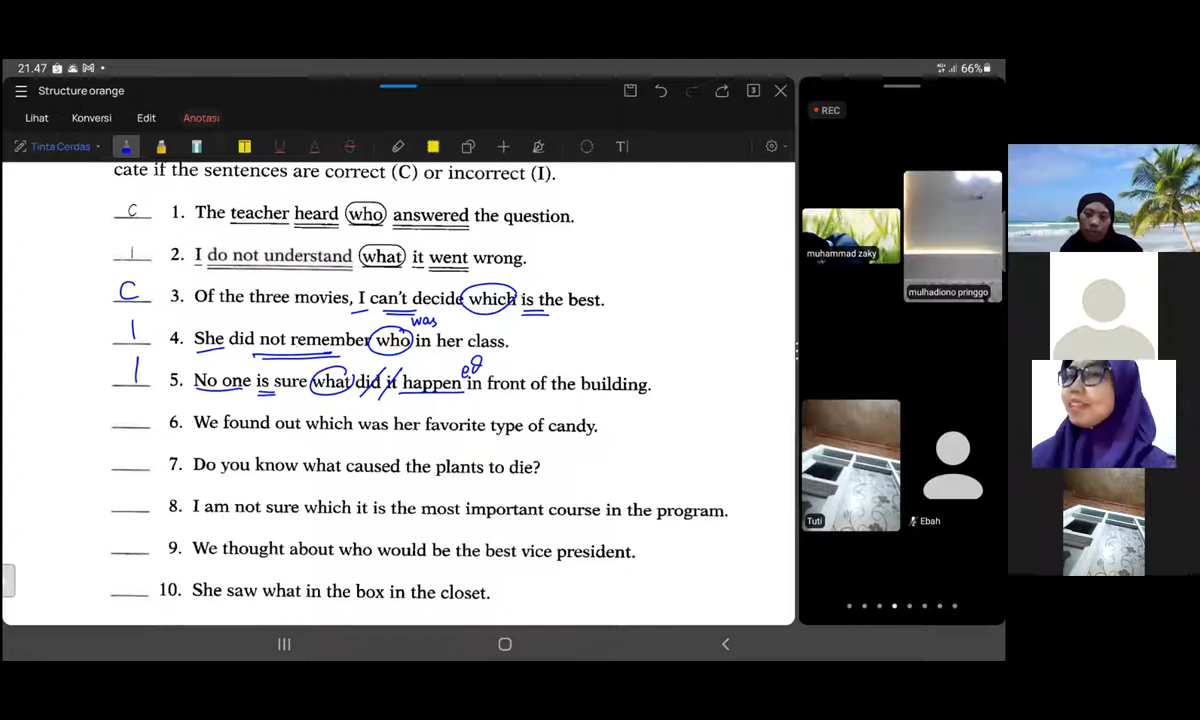 21.47
66%
Structure orange
3
Lihat Konversi Edit Anotasi
Tinta Cerdas
REC
cate if the sentences are correct (C) or incorrect (I).
C 1. The teacher heard who answered the question.
I 2. I do not understand what it went wrong.
C 3. Of the three movies, I can't decide which is the best.
was
I 4. She did not remember who in her class.
ed
I 5. No one is sure what did it happen in front of the building.
6. We found out which was her favorite type of candy.
7. Do you know what caused the plants to die?
8. I am not sure which it is the most important course in the program.
9. We thought about who would be the best vice president.
10. She saw what in the box in the closet.
muhammad zaky
mulhadiono pringgo
Tuti
Ebah